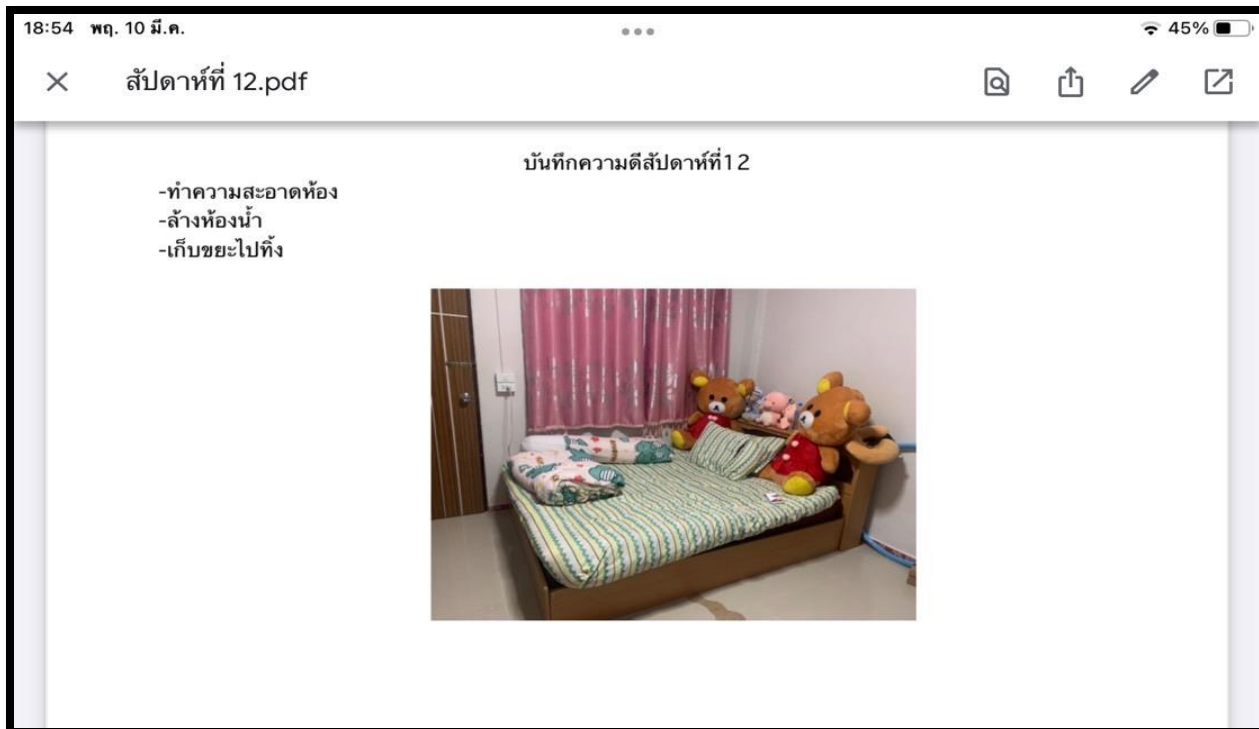 18:54 พฤ. 10 มี.ค.
45%
สัปดาห์ที่ 12.pdf
บันทึกความดีสัปดาห์ที่12
-ทำความสะอาดห้อง
-ล้างห้องน้ำ
-เก็บขยะไปทิ้ง